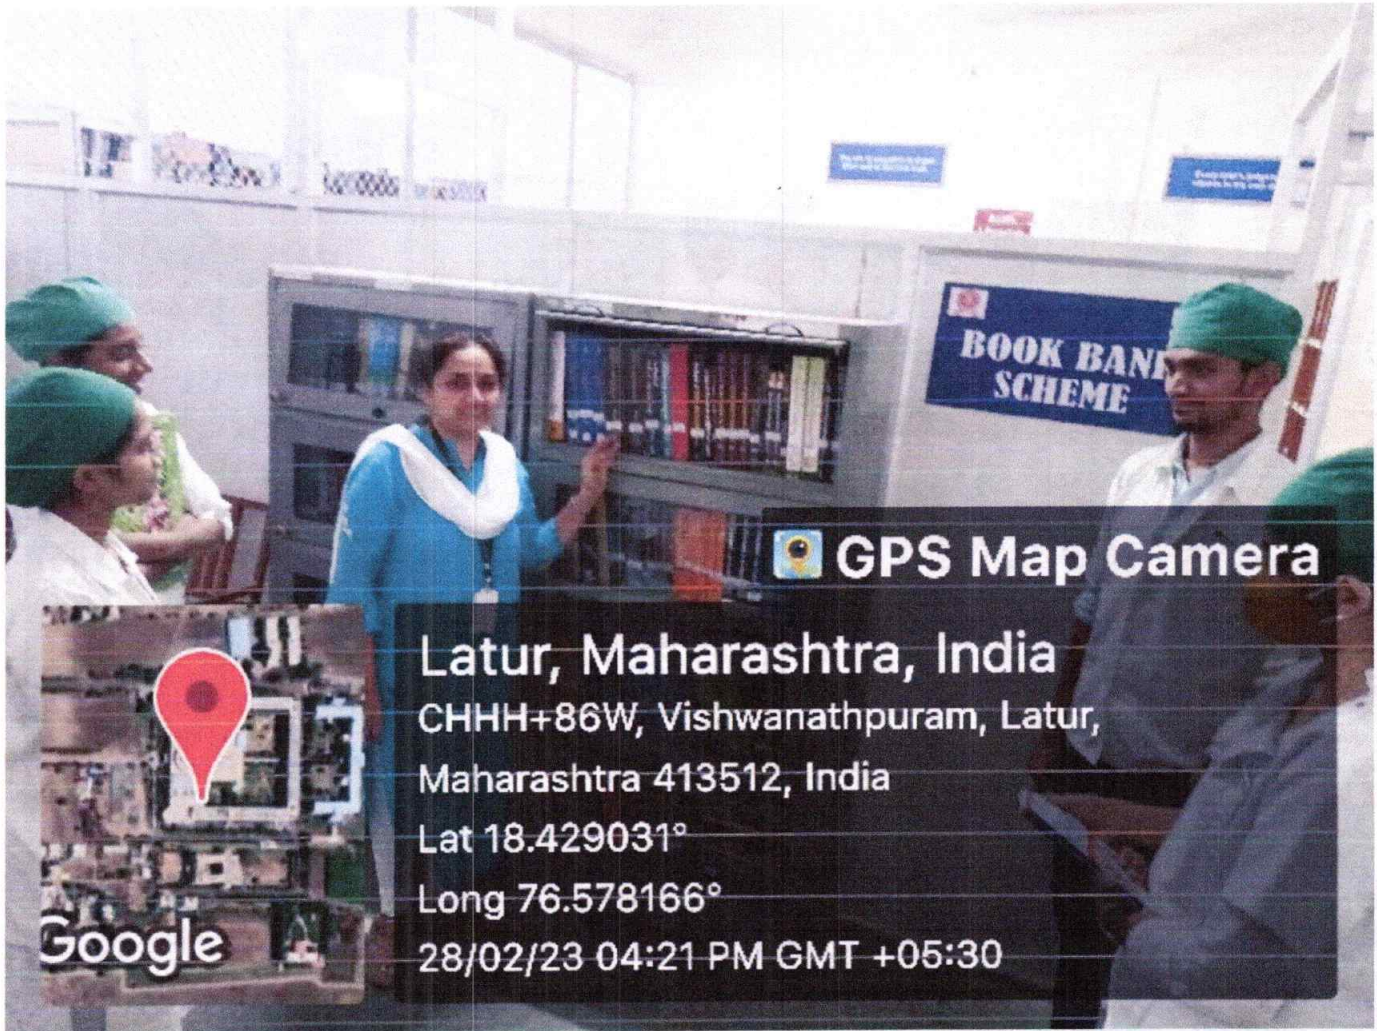 BOOK BANK
SCHEME
GPS Map Camera
Latur, Maharashtra, India
CHHH+86W, Vishwanathpuram, Latur,
Maharashtra 413512, India
Lat 18.429031°
Long 76.578166°
28/02/23 04:21 PM GMT +05:30
Google